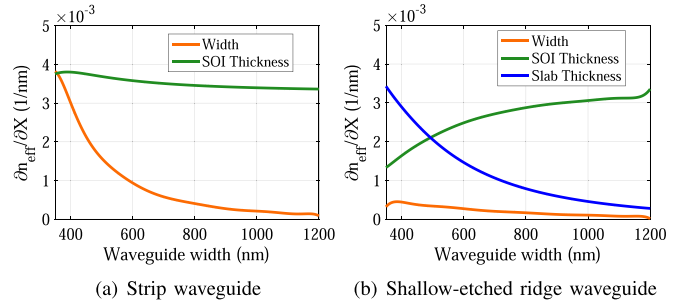 ×10⁻³
5
4
3
2
1
0
∂n_eff/∂X (1/nm)
Width
SOI Thickness
400 600 800 1000 1200
Waveguide width (nm)
(a) Strip waveguide
×10⁻³
5
4
3
2
1
0
∂n_eff/∂X (1/nm)
Width
SOI Thickness
Slab Thickness
400 600 800 1000 1200
Waveguide width (nm)
(b) Shallow-etched ridge waveguide